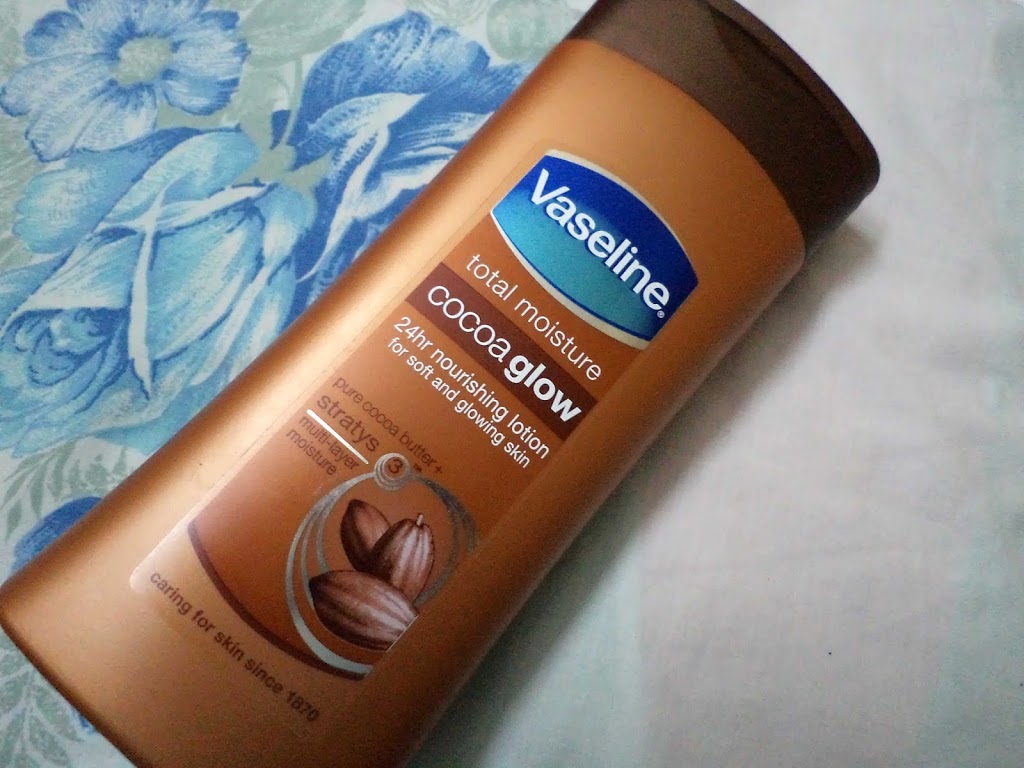 Vaseline®
total moisture
cocoa glow
24hr nourishing lotion
for soft and glowing skin
pure cocoa butter +
stratys 3™
multi-layer
moisture
caring for skin since 1870